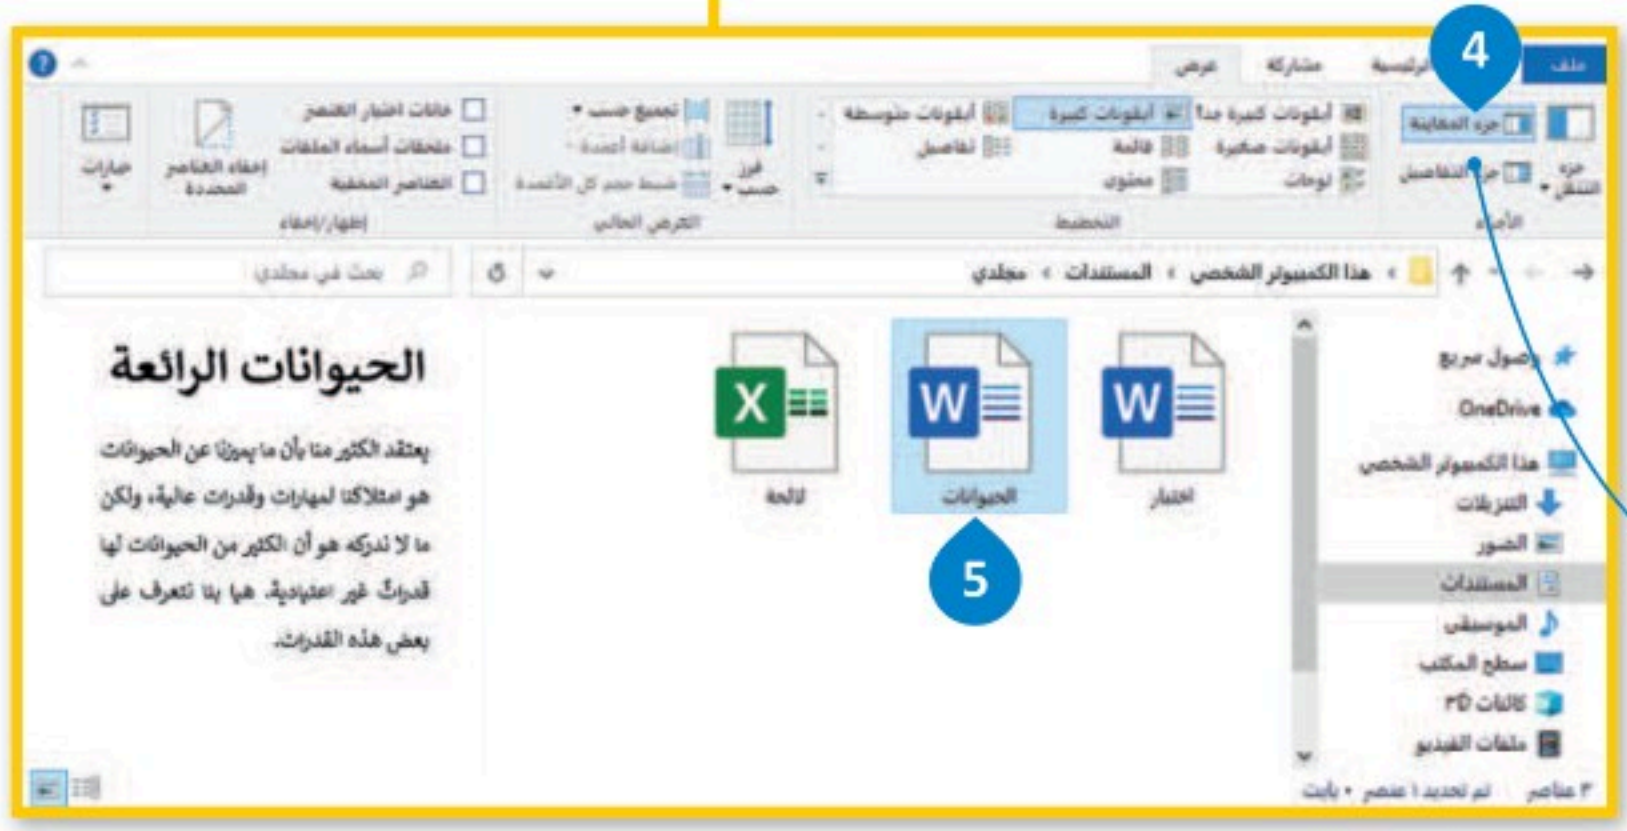 4
ملف
الرئيسية
مشاركة
عرض
جزء التنقل
جزء المعاينة
جزء التفاصيل
الأجزاء
أيقونات كبيرة جداً
أيقونات كبيرة
أيقونات متوسطة
أيقونات صغيرة
قائمة
تفاصيل
لوحات
محتوى
التخطيط
فرز حسب
تجميع حسب
إضافة أعمدة
ضبط حجم كل الأعمدة
العرض الحالي
خانات اختيار العنصر
ملحقات أسماء الملفات
العناصر المخفية
إخفاء العناصر المحددة
إظهار/إخفاء
خيارات
هذا الكمبيوتر الشخصي › المستندات › مجلدي
بحث في مجلدي
وصول سريع
OneDrive
هذا الكمبيوتر الشخصي
التنزيلات
الصور
المستندات
الموسيقى
سطح المكتب
كائنات ٣D
ملفات الفيديو
اختبار
الحيوانات
لائحة
5
الحيوانات الرائعة
يعتقد الكثير منا بأن ما يميزنا عن الحيوانات
هو امتلاكنا لمهارات وقدرات عالية، ولكن
ما لا ندركه هو أن الكثير من الحيوانات لها
قدراتٌ غير اعتيادية. هيا بنا نتعرف على
بعض هذه القدرات.
٣ عناصر
تم تحديد ١ عنصر ٠ بايت